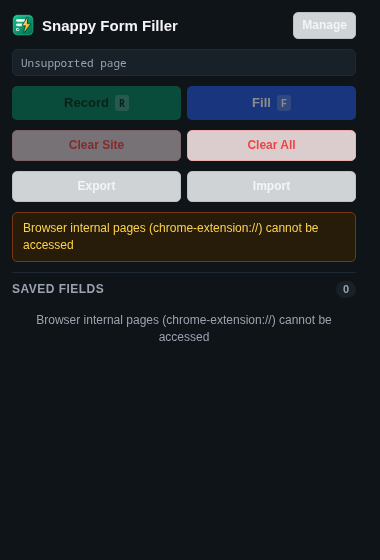 Snappy Form Filler
Manage
Unsupported page
Record R
Fill F
Clear Site
Clear All
Export
Import
Browser internal pages (chrome-extension://) cannot be
accessed
SAVED FIELDS
0
Browser internal pages (chrome-extension://) cannot be
accessed